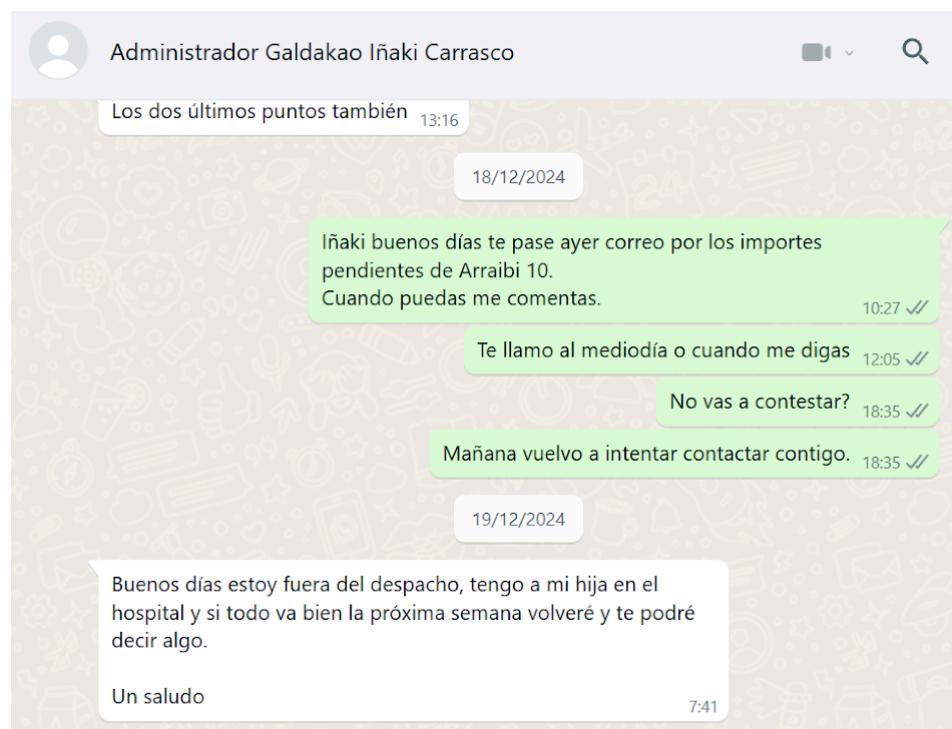 Administrador Galdakao Iñaki Carrasco
Los dos últimos puntos también 13:16
18/12/2024
Iñaki buenos días te pase ayer correo por los importes
pendientes de Arraibi 10.
Cuando puedas me comentas.
10:27
Te llamo al mediodía o cuando me digas 12:05
No vas a contestar? 18:35
Mañana vuelvo a intentar contactar contigo. 18:35
19/12/2024
Buenos días estoy fuera del despacho, tengo a mi hija en el
hospital y si todo va bien la próxima semana volveré y te podré
decir algo.
Un saludo
7:41